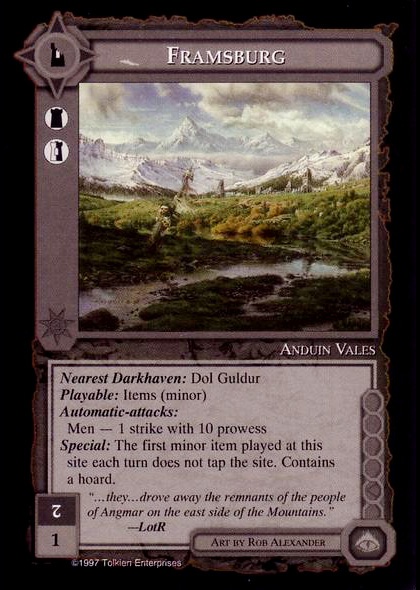 FRAMSBURG
ANDUIN VALES
Nearest Darkhaven: Dol Guldur
Playable: Items (minor)
Automatic-attacks:
Men — 1 strike with 10 prowess
Special: The first minor item played at this
site each turn does not tap the site. Contains
a hoard.
"...they...drove away the remnants of the people
of Angmar on the east side of the Mountains."
—LotR
2
1
ART BY ROB ALEXANDER
©1997 Tolkien Enterprises